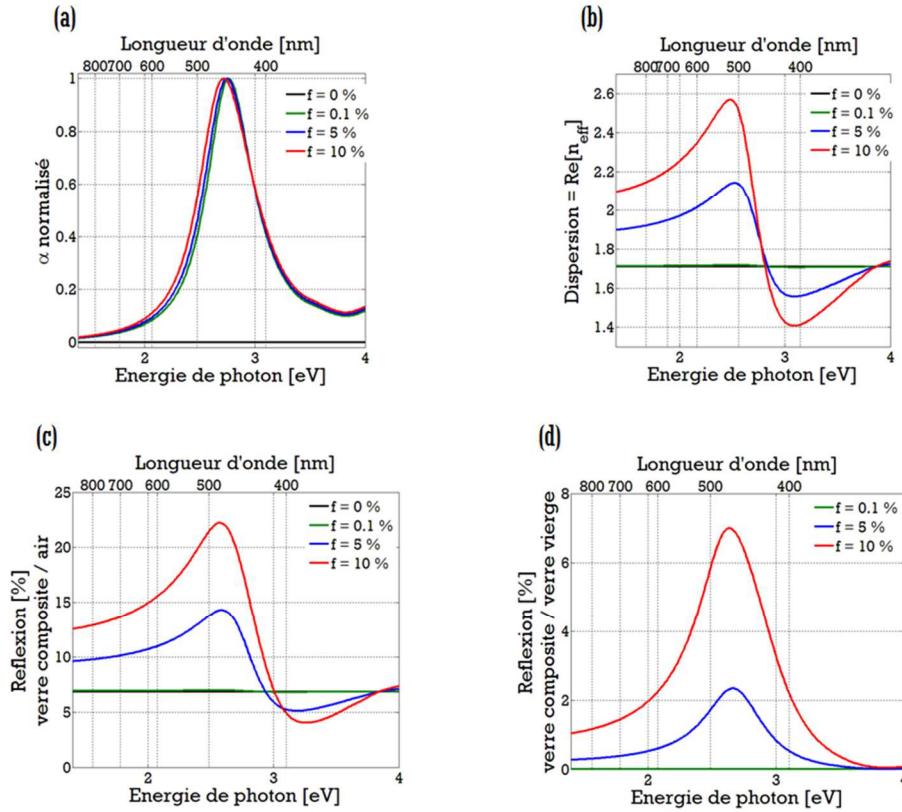 (a)
Longueur d'onde [nm]
800 700 600 500 400
1
0.8
0.6
0.4
0.2
0
α normalisé
f = 0 %
f = 0.1 %
f = 5 %
f = 10 %
2 3 4
Energie de photon [eV]
(b)
Longueur d'onde [nm]
800 700 600 500 400
2.6
2.4
2.2
2
1.8
1.6
1.4
Dispersion = Re[n_eff]
f = 0 %
f = 0.1 %
f = 5 %
f = 10 %
2 3 4
Energie de photon [eV]
(c)
Longueur d'onde [nm]
800 700 600 500 400
25
20
15
10
5
0
Reflexion [%]
verre composite / air
f = 0 %
f = 0.1 %
f = 5 %
f = 10 %
2 3 4
Energie de photon [eV]
(d)
Longueur d'onde [nm]
800 700 600 500 400
8
6
4
2
0
Reflexion [%]
verre composite / verre vierge
f = 0.1 %
f = 5 %
f = 10 %
2 3 4
Energie de photon [eV]